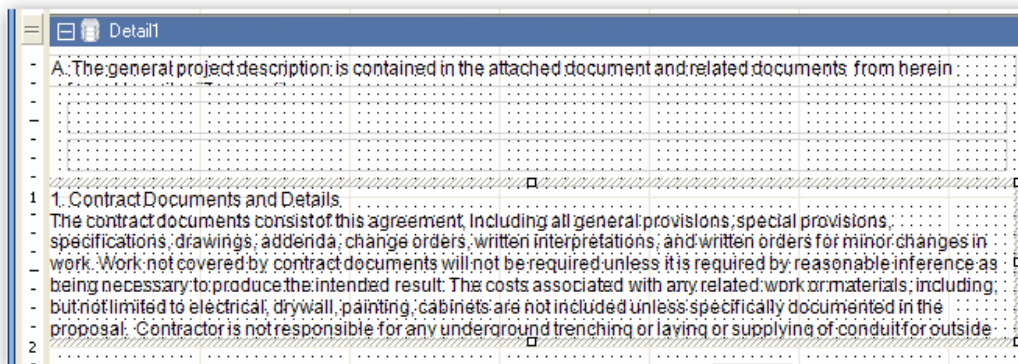 Detail1
A. The general project description is contained in the attached document and related documents from herein
1
1. Contract Documents and Details
The contract documents consist of this agreement, Including all general provisions, special provisions,
specifications, drawings, addenda, change orders, written interpretations, and written orders for minor changes in
work. Work not covered by contract documents will not be required unless it is required by reasonable inference as
being necessary to produce the intended result. The costs associated with any related work or materials, including,
but not limited to electrical, drywall, painting, cabinets are not included unless specifically documented in the
proposal. Contractor is not responsible for any underground trenching or laying or supplying of conduit for outside
2